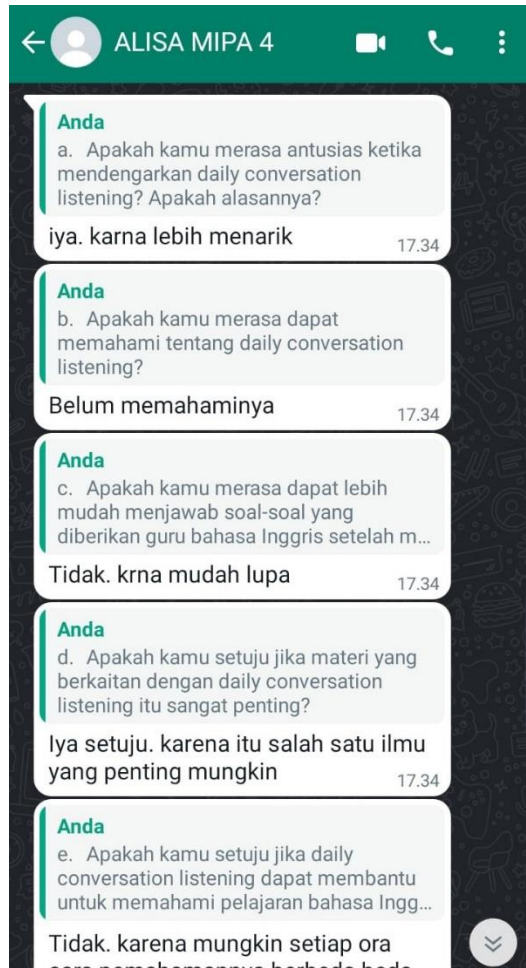 ALISA MIPA 4
Anda
a. Apakah kamu merasa antusias ketika
mendengarkan daily conversation
listening? Apakah alasannya?
iya. karna lebih menarik
17.34
Anda
b. Apakah kamu merasa dapat
memahami tentang daily conversation
listening?
Belum memahaminya
17.34
Anda
c. Apakah kamu merasa dapat lebih
mudah menjawab soal-soal yang
diberikan guru bahasa Inggris setelah m...
Tidak. krna mudah lupa
17.34
Anda
d. Apakah kamu setuju jika materi yang
berkaitan dengan daily conversation
listening itu sangat penting?
Iya setuju. karena itu salah satu ilmu
yang penting mungkin
17.34
Anda
e. Apakah kamu setuju jika daily
conversation listening dapat membantu
untuk memahami pelajaran bahasa Ingg...
Tidak. karena mungkin setiap ora